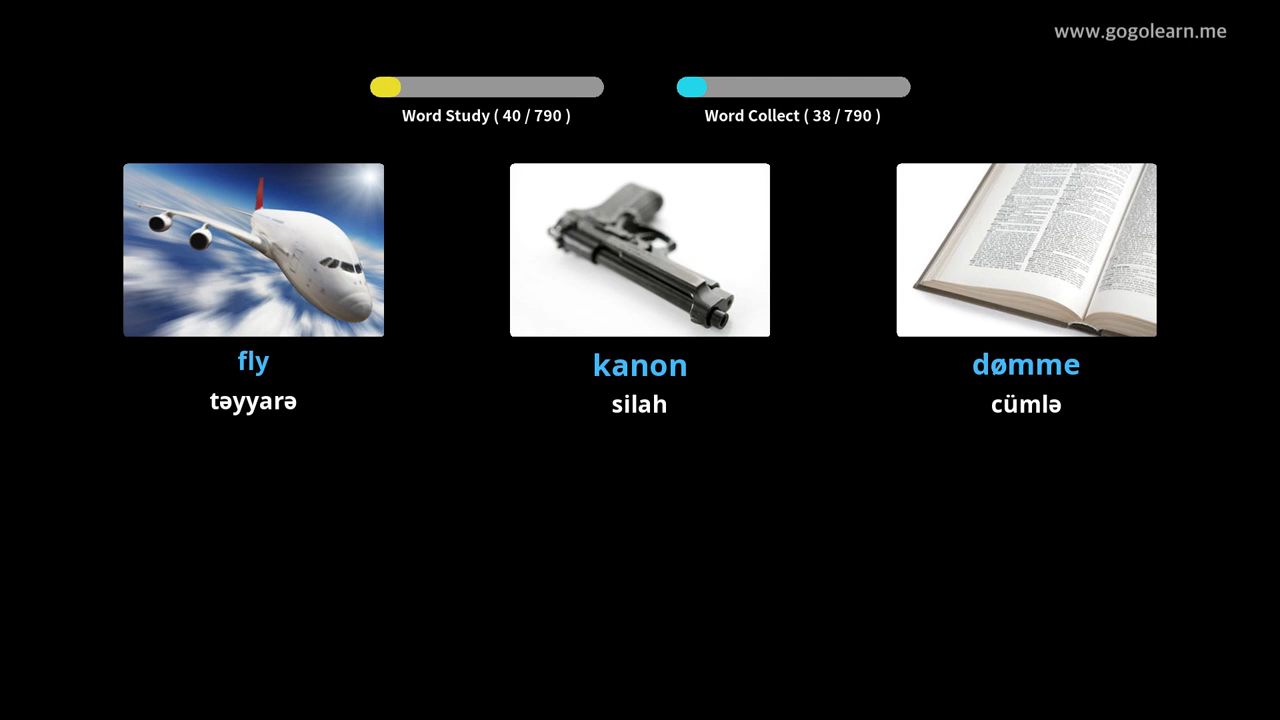 www.gogolearn.me
Word Study ( 40 / 790 )
Word Collect ( 38 / 790 )
fly
təyyarə
kanon
silah
dømme
cümlə